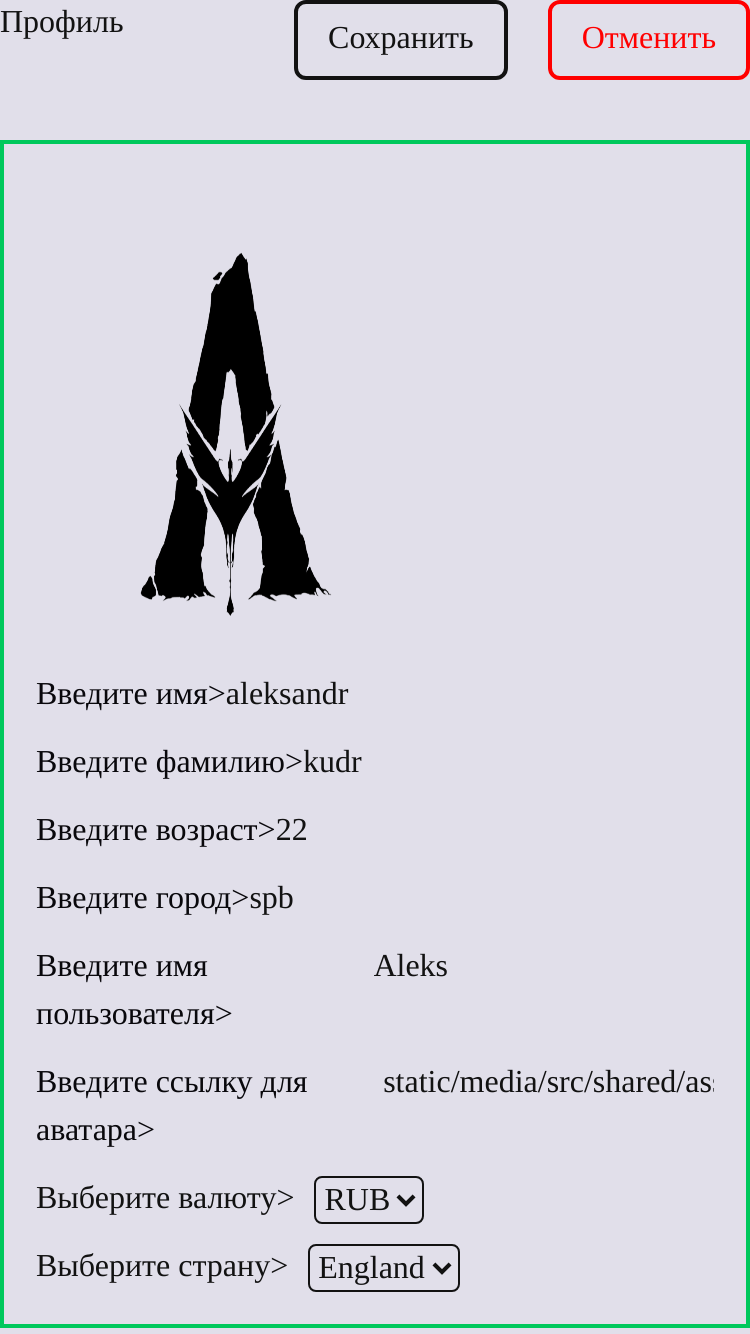 Профиль
Сохранить
Отменить
Введите имя>aleksandr
Введите фамилию>kudr
Введите возраст>22
Введите город>spb
Введите имя Aleks
пользователя>
Введите ссылку для static/media/src/shared/as
аватара>
Выберите валюту> RUB
Выберите страну> England